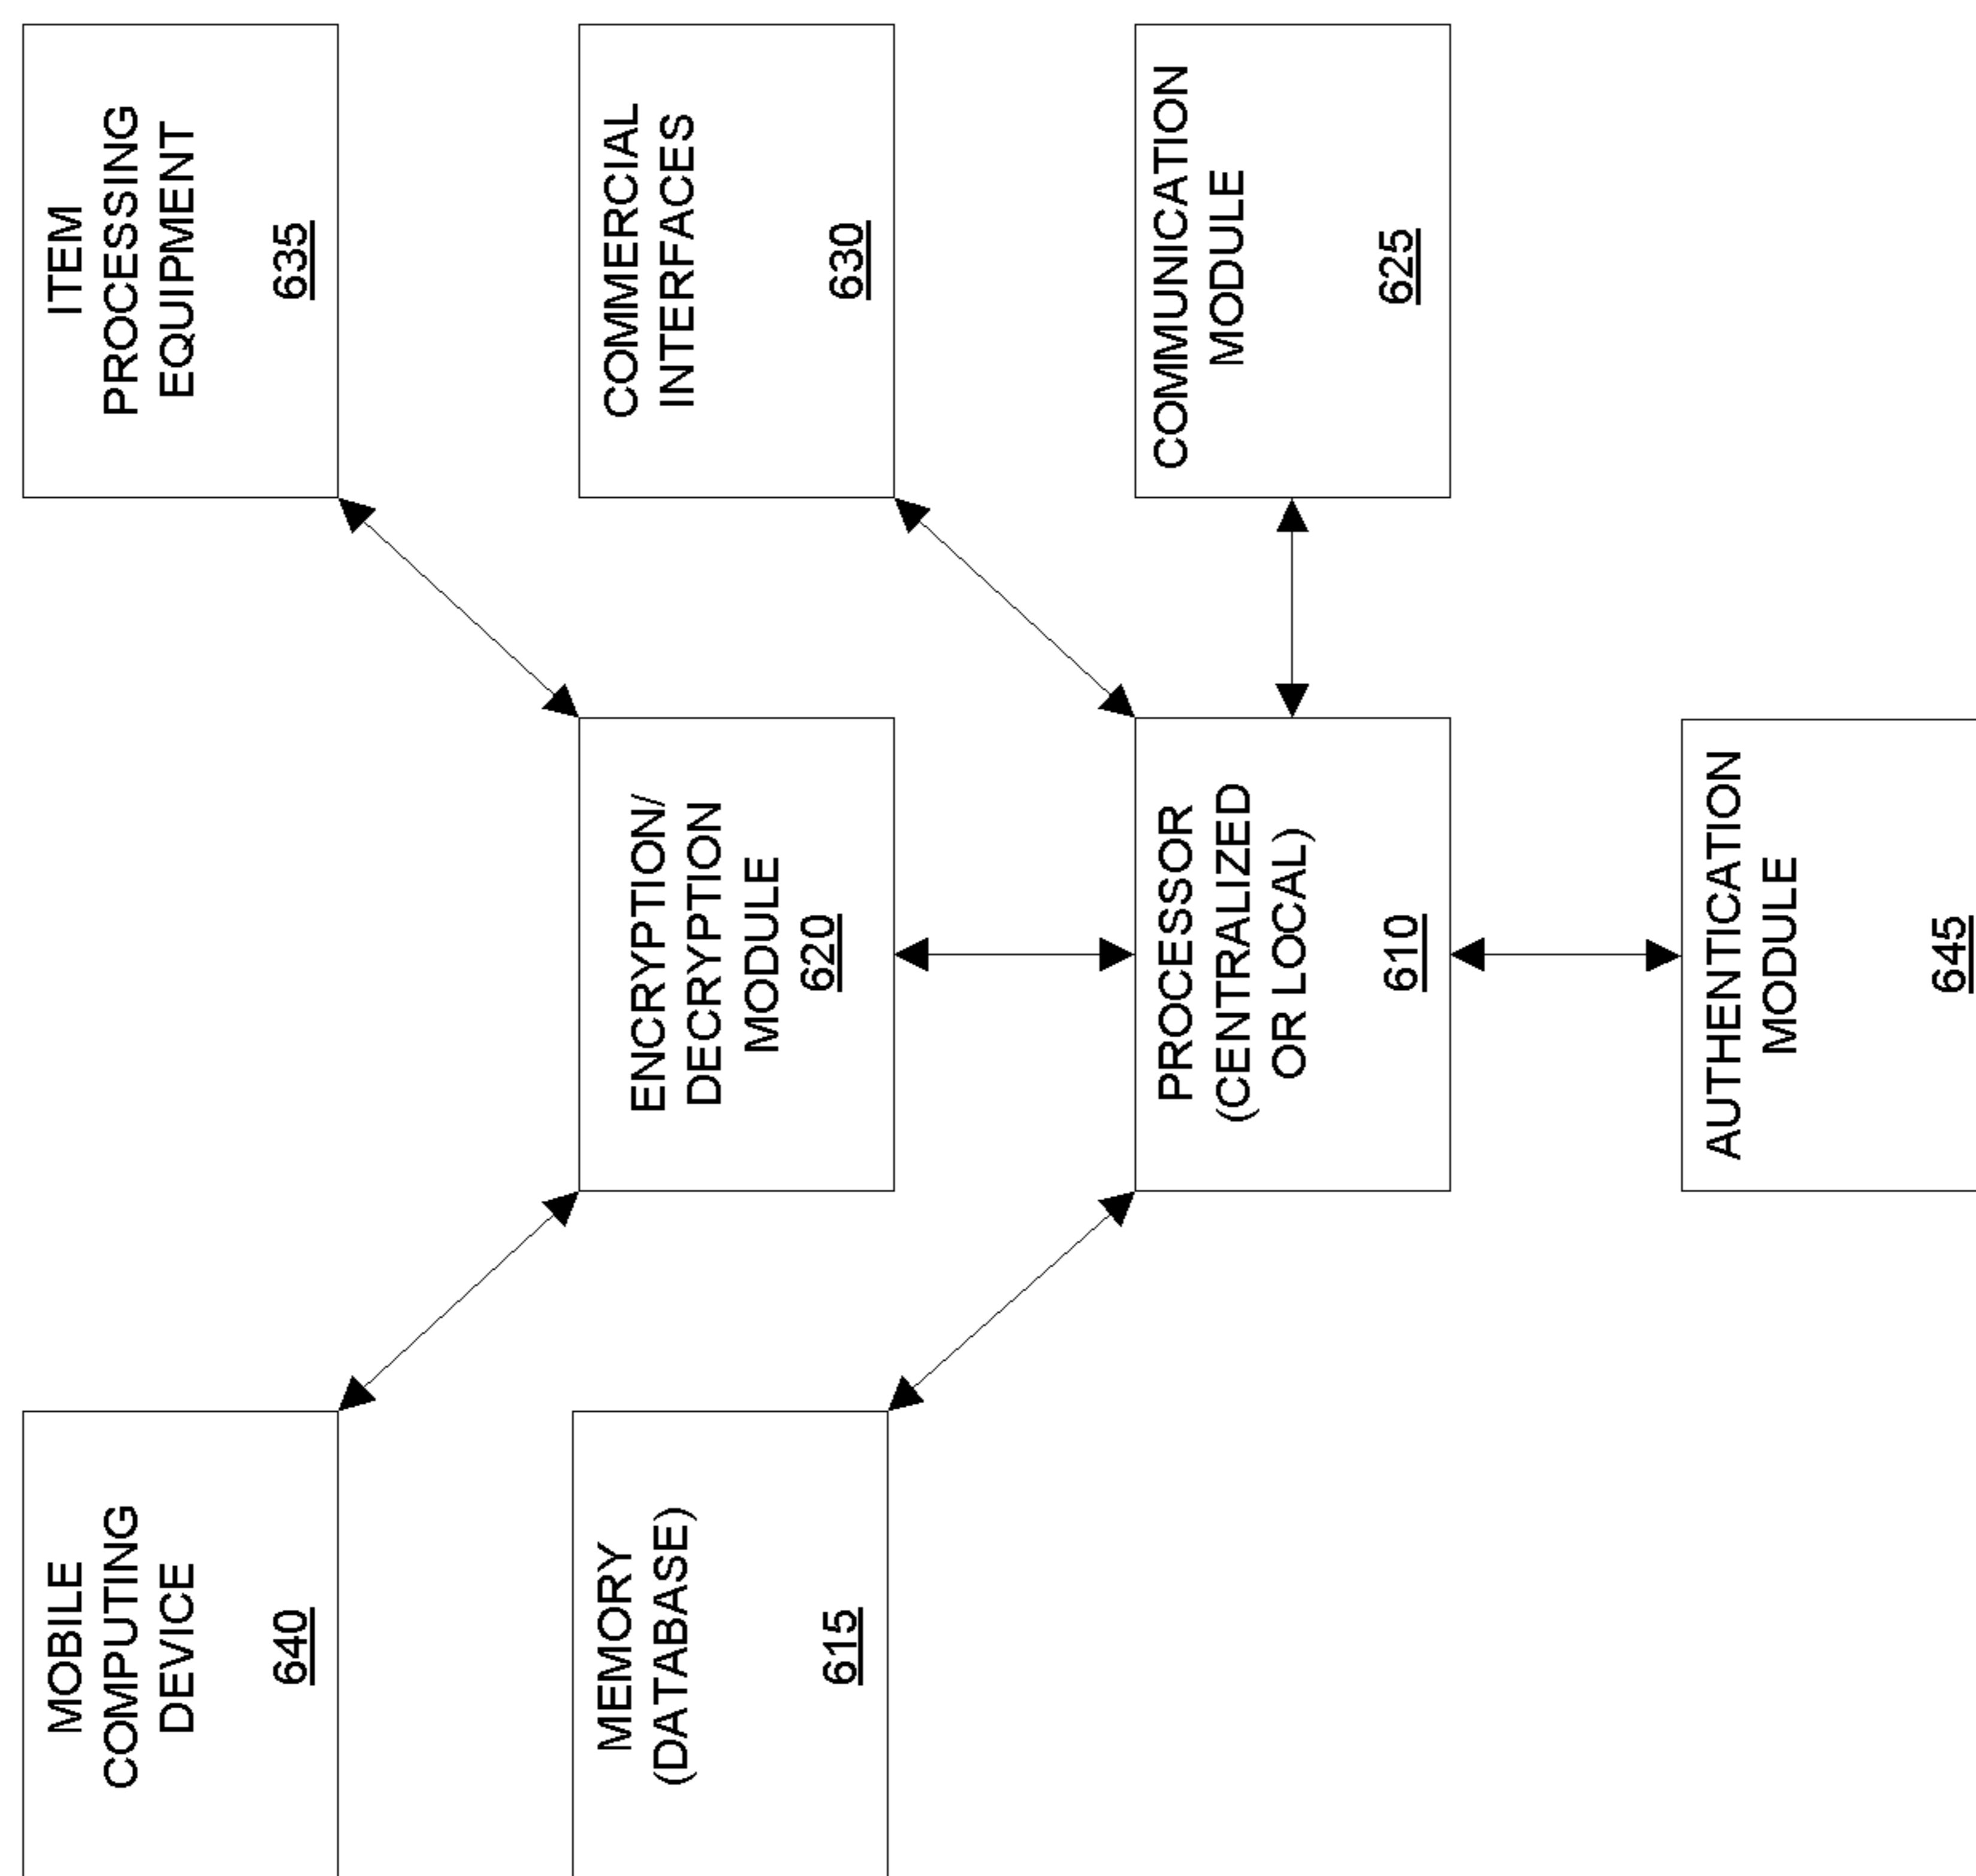 MOBILE
COMPUTING
DEVICE
640
ITEM
PROCESSING
EQUIPMENT
635
MEMORY
(DATABASE)
615
ENCRYPTION/
DECRYPTION
MODULE
620
COMMERCIAL
INTERFACES
630
PROCESSOR
(CENTRALIZED
OR LOCAL)
610
COMMUNICATION
MODULE
625
AUTHENTICATION
MODULE
645